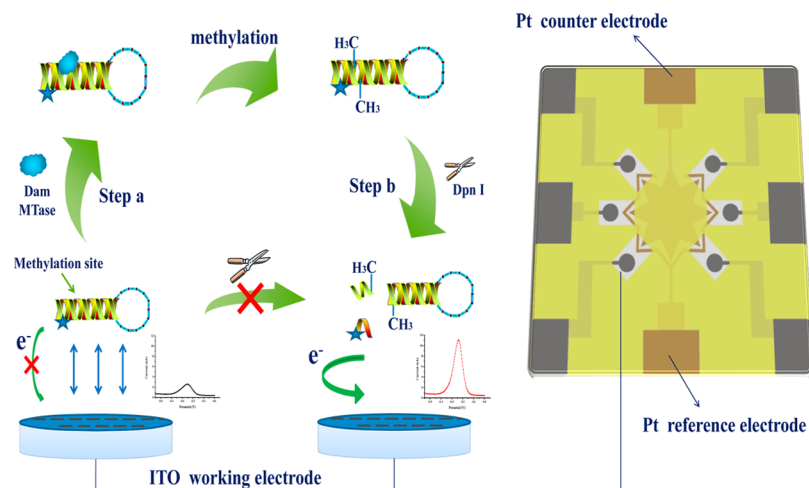 Pt counter electrode
methylation
H₃C
CH₃
Dam
MTase
Step a
Step b
Dpn I
Methylation site
H₃C
CH₃
e⁻
e⁻
Pt reference electrode
ITO working electrode